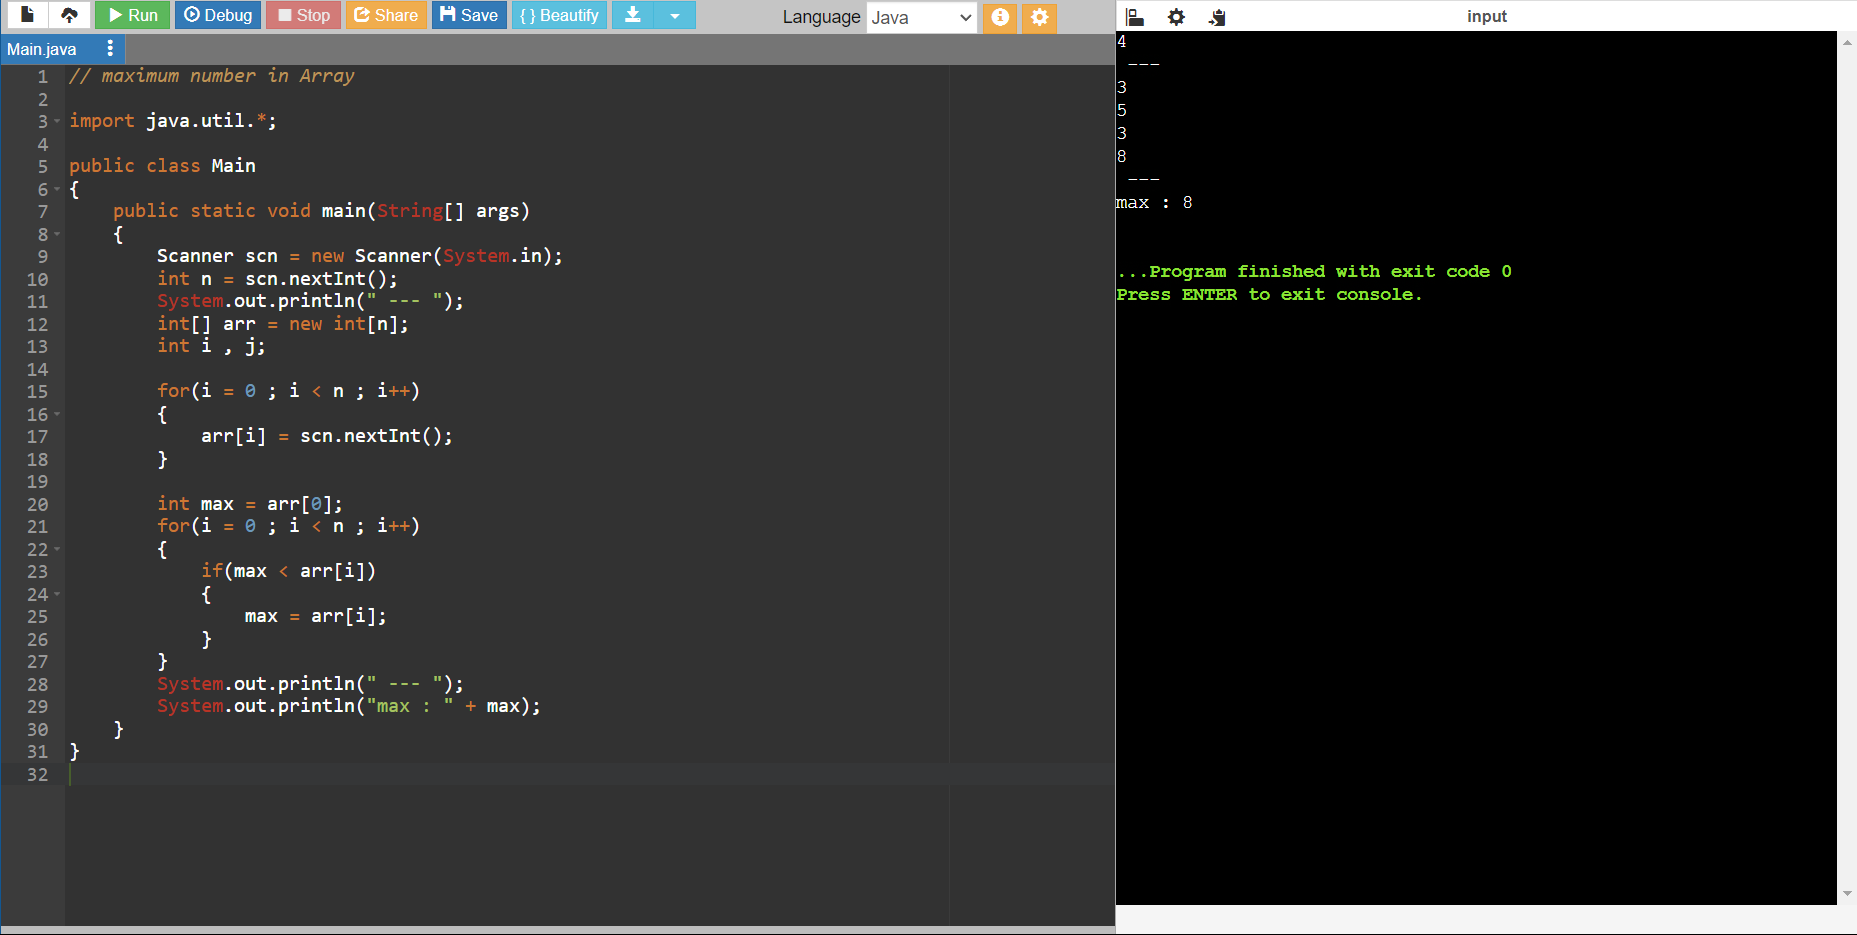 Run Debug Stop Share Save { } Beautify Language Java
Main.java
1 // maximum number in Array
2
3 import java.util.*;
4
5 public class Main
6 {
7     public static void main(String[] args)
8     {
9         Scanner scn = new Scanner(System.in);
10         int n = scn.nextInt();
11         System.out.println(" --- ");
12         int[] arr = new int[n];
13         int i , j;
14
15         for(i = 0 ; i < n ; i++)
16         {
17             arr[i] = scn.nextInt();
18         }
19
20         int max = arr[0];
21         for(i = 0 ; i < n ; i++)
22         {
23             if(max < arr[i])
24             {
25                 max = arr[i];
26             }
27         }
28         System.out.println(" --- ");
29         System.out.println("max : " + max);
30     }
31 }
32
input
4
 ---
3
5
3
8
 ---
max : 8
...Program finished with exit code 0
Press ENTER to exit console.